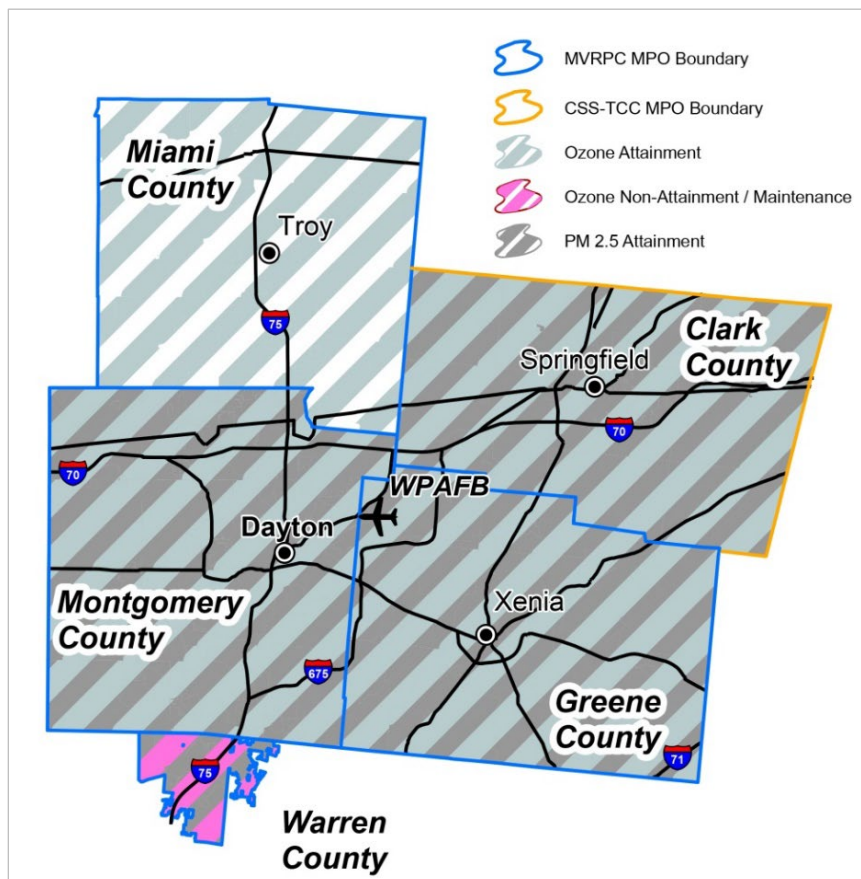 MVRPC MPO Boundary
CSS-TCC MPO Boundary
Ozone Attainment
Ozone Non-Attainment / Maintenance
PM 2.5 Attainment
Miami
County
Troy
75
Clark
County
Springfield
70
70
WPAFB
Dayton
Montgomery
County
Xenia
675
Greene
County
71
75
Warren
County